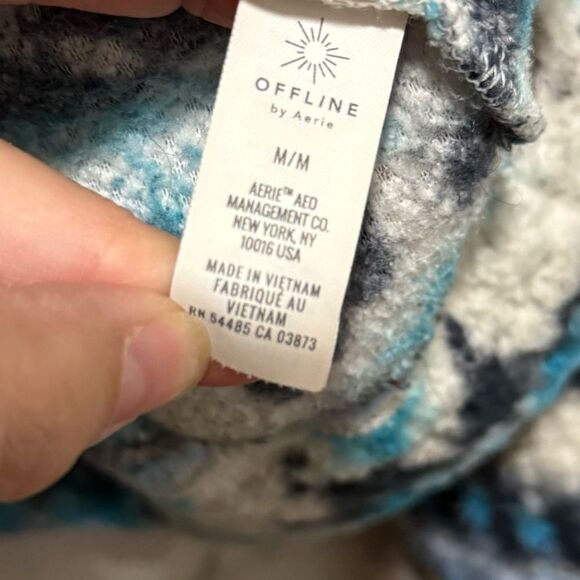 OFFLINE
by Aerie
M/M
AERIE™ AEO
MANAGEMENT CO.
NEW YORK, NY
10016 USA
MADE IN VIETNAM
FABRIQUÉ AU
VIETNAM
RN 54485 CA 03873